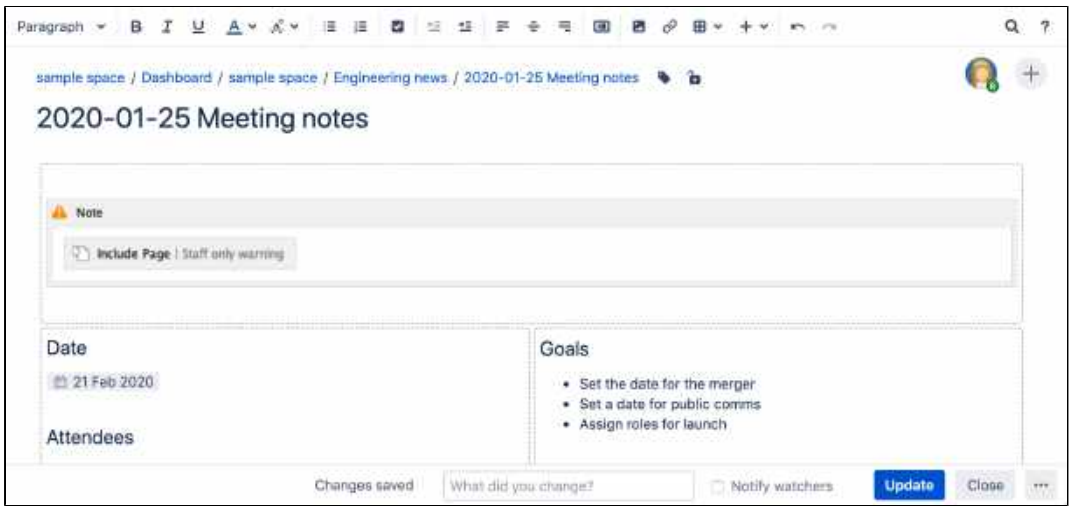 Paragraph B I U A ?
sample space / Dashboard / sample space / Engineering news / 2020-01-25 Meeting notes
2020-01-25 Meeting notes
Note
Include Page | Staff only warning
Date
21 Feb 2020
Attendees
Goals
• Set the date for the merger
• Set a date for public comms
• Assign roles for launch
Changes saved What did you change? Notify watchers Update Close ...